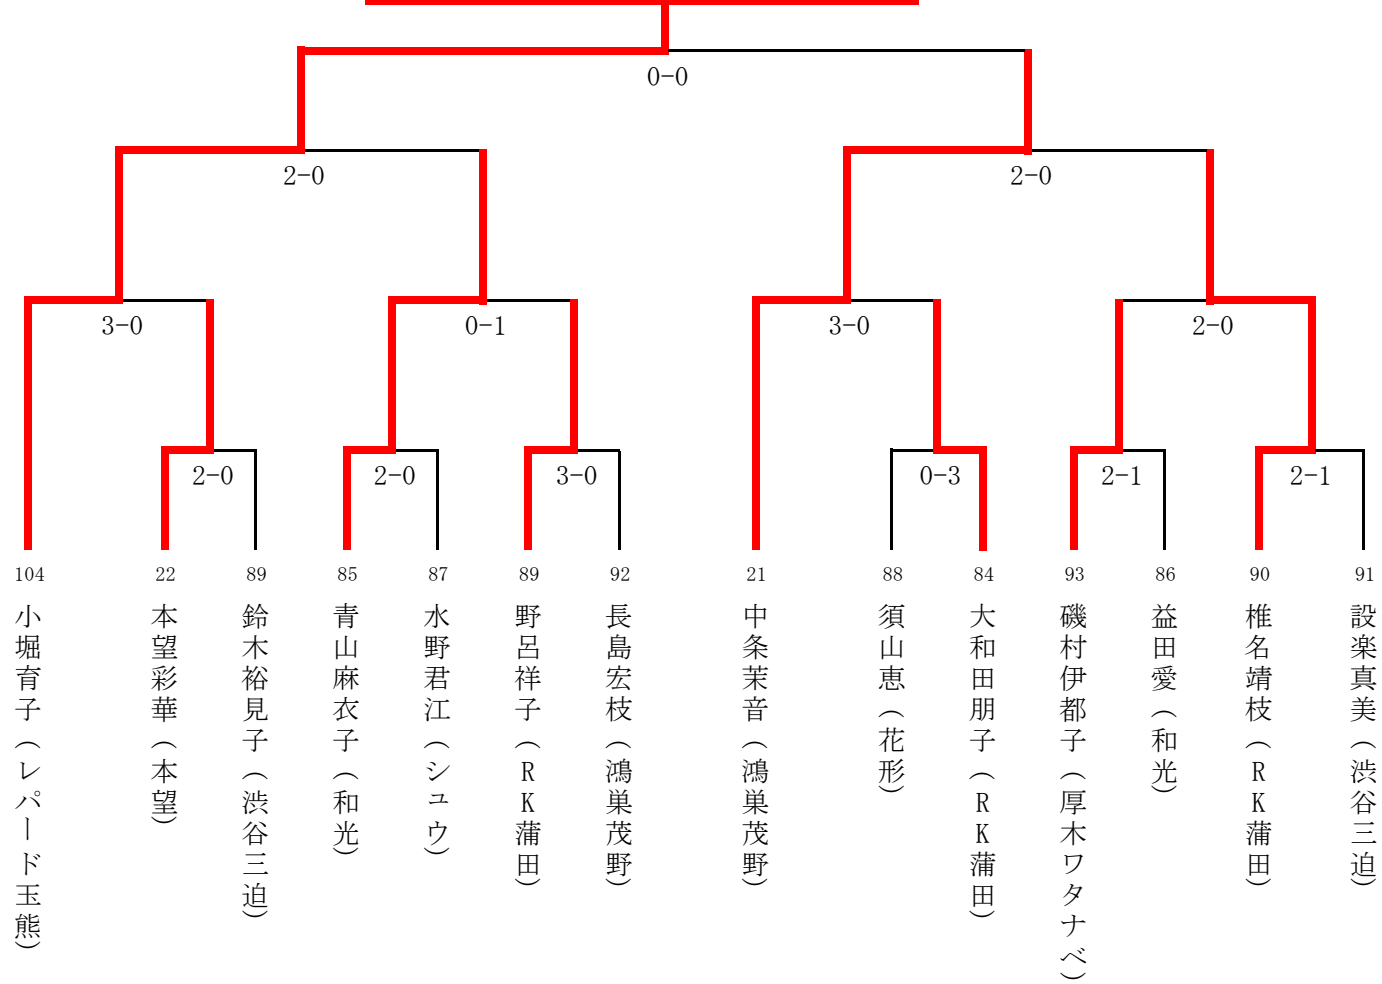 0-0
2-0
2-0
3-0
0-1
3-0
2-0
2-0
2-0
3-0
0-3
2-1
2-1
104
22
89
85
87
89
92
21
88
84
93
86
90
91
小堀育子(レパード玉熊)
本望彩華(本望)
鈴木裕見子(渋谷三迫)
青山麻衣子(和光)
水野君江(シュウ)
野呂祥子(RK蒲田)
長島宏枝(鴻巣茂野)
中条茉音(鴻巣茂野)
須山恵(花形)
大和田朋子(RK蒲田)
磯村伊都子(厚木ワタナベ)
益田愛(和光)
椎名靖枝(RK蒲田)
設楽真美(渋谷三迫)